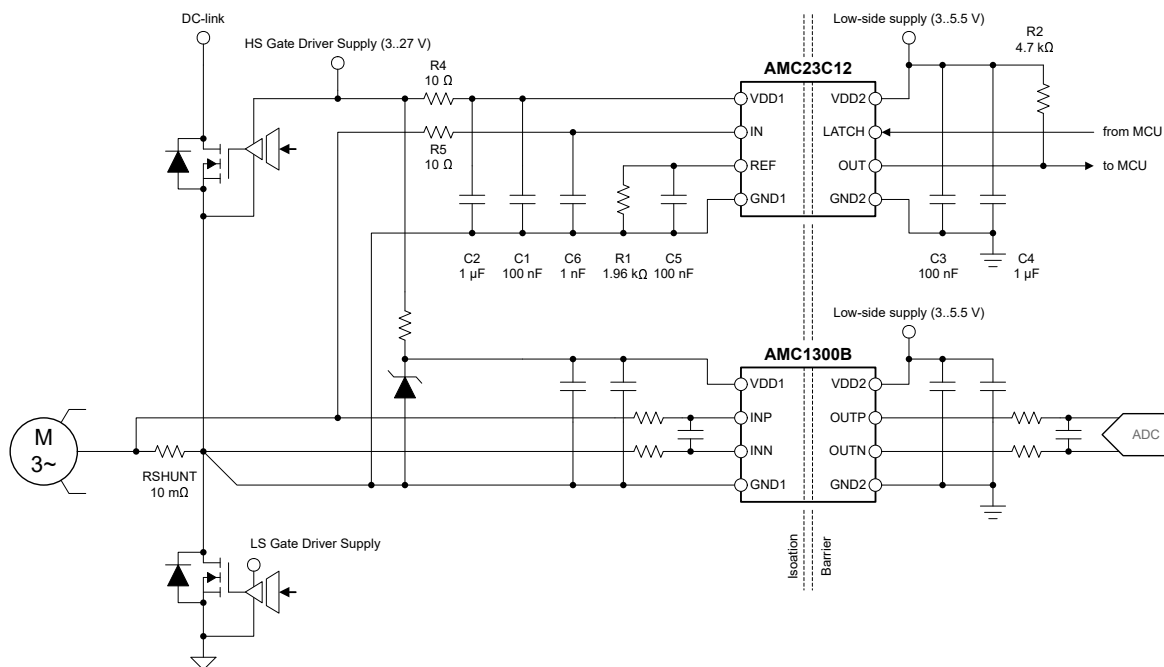 DC-link
HS Gate Driver Supply (3..27 V)
Low-side supply (3..5.5 V)
R2
4.7 kΩ
R4
10 Ω
AMC23C12
VDD1
VDD2
IN
LATCH
from MCU
R5
10 Ω
REF
OUT
to MCU
GND1
GND2
C2
1 µF
C1
100 nF
C6
1 nF
R1
1.96 kΩ
C5
100 nF
C3
100 nF
C4
1 µF
Low-side supply (3..5.5 V)
AMC1300B
VDD1
VDD2
INP
OUTP
M
3~
ADC
INN
OUTN
RSHUNT
10 mΩ
GND1
GND2
LS Gate Driver Supply
Isoation
Barrier